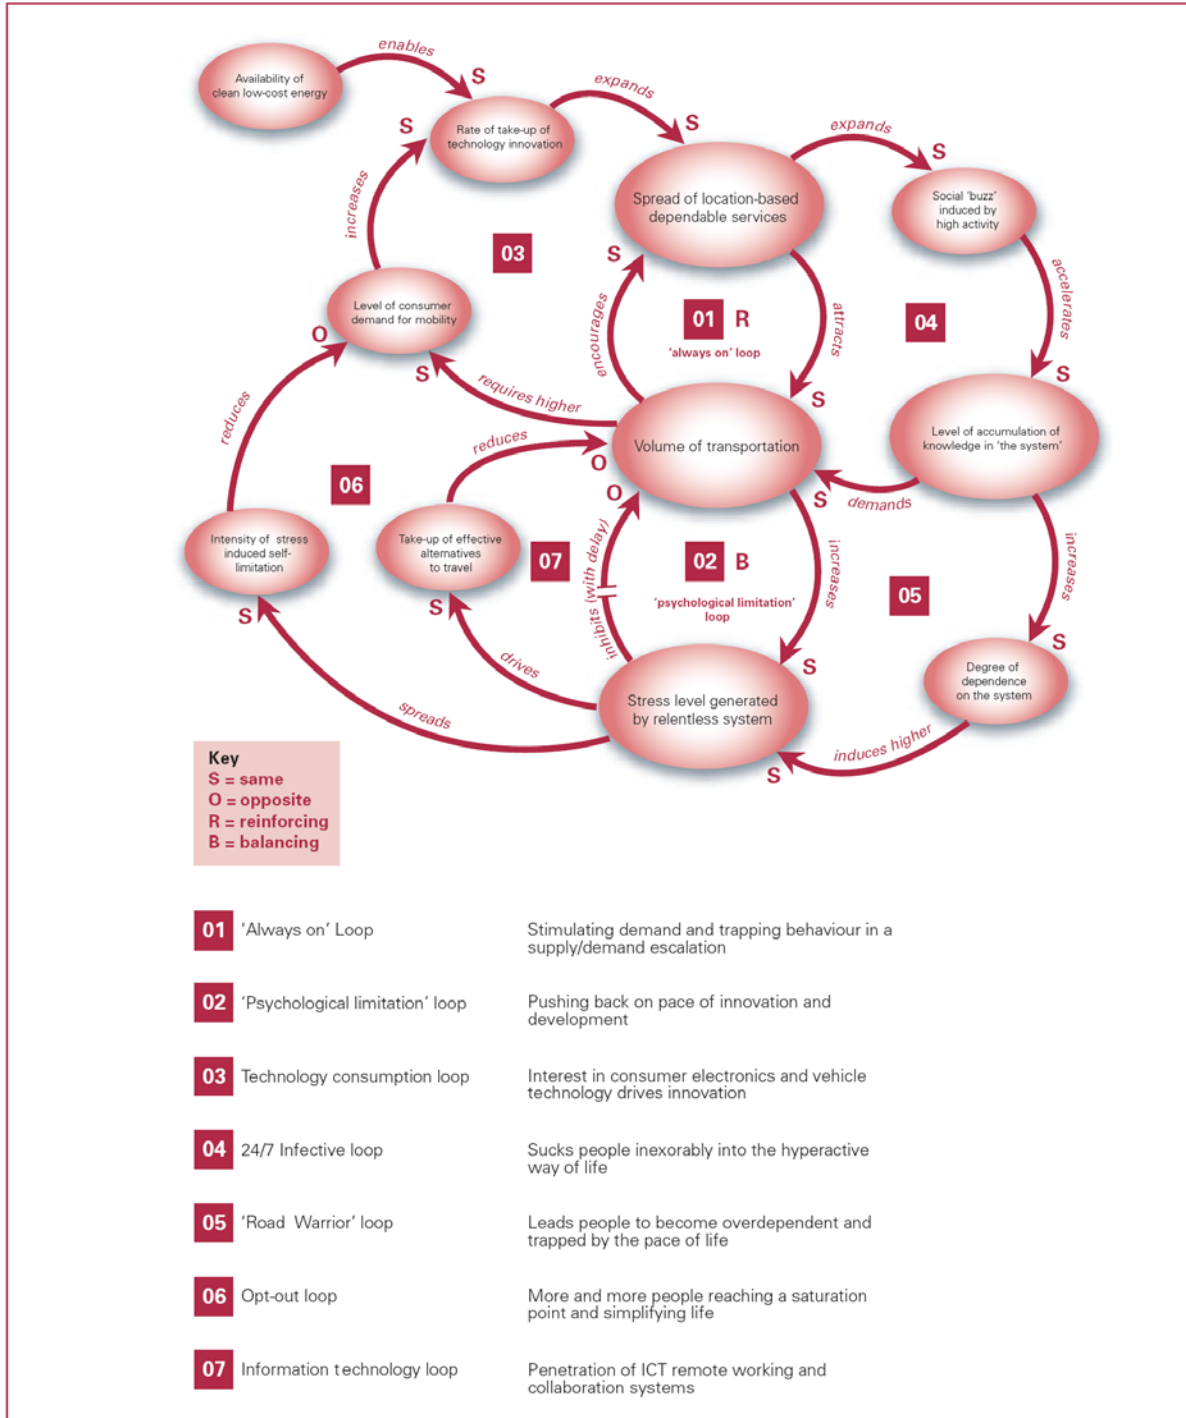 enables
Availability of
clean low-cost energy
S
expands
S
Rate of take-up of
technology innovation
S
expands
S
Spread of location-based
dependable services
Social 'buzz'
induced by
high activity
increases
03
S
01 R
'always on' loop
encourages
attracts
04
accelerates
Level of consumer
demand for mobility
O
S
requires higher
S
S
Level of accumulation of
knowledge in 'the system'
Volume of transportation
reduces
reduces
O
O
S
demands
06
Intensity of stress
induced self-
limitation
Take-up of effective
alternatives
to travel
07
inhibits (with delay)
02 B
'psychological limitation'
loop
increases
05
increases
S
S
drives
S
S
Degree of
dependence
on the system
Stress level generated
by relentless system
spreads
induces higher
S
Key
S = same
O = opposite
R = reinforcing
B = balancing
01 'Always on' Loop
Stimulating demand and trapping behaviour in a
supply/demand escalation
02 'Psychological limitation' loop
Pushing back on pace of innovation and
development
03 Technology consumption loop
Interest in consumer electronics and vehicle
technology drives innovation
04 24/7 Infective loop
Sucks people inexorably into the hyperactive
way of life
05 'Road Warrior' loop
Leads people to become overdependent and
trapped by the pace of life
06 Opt-out loop
More and more people reaching a saturation
point and simplifying life
07 Information technology loop
Penetration of ICT remote working and
collaboration systems